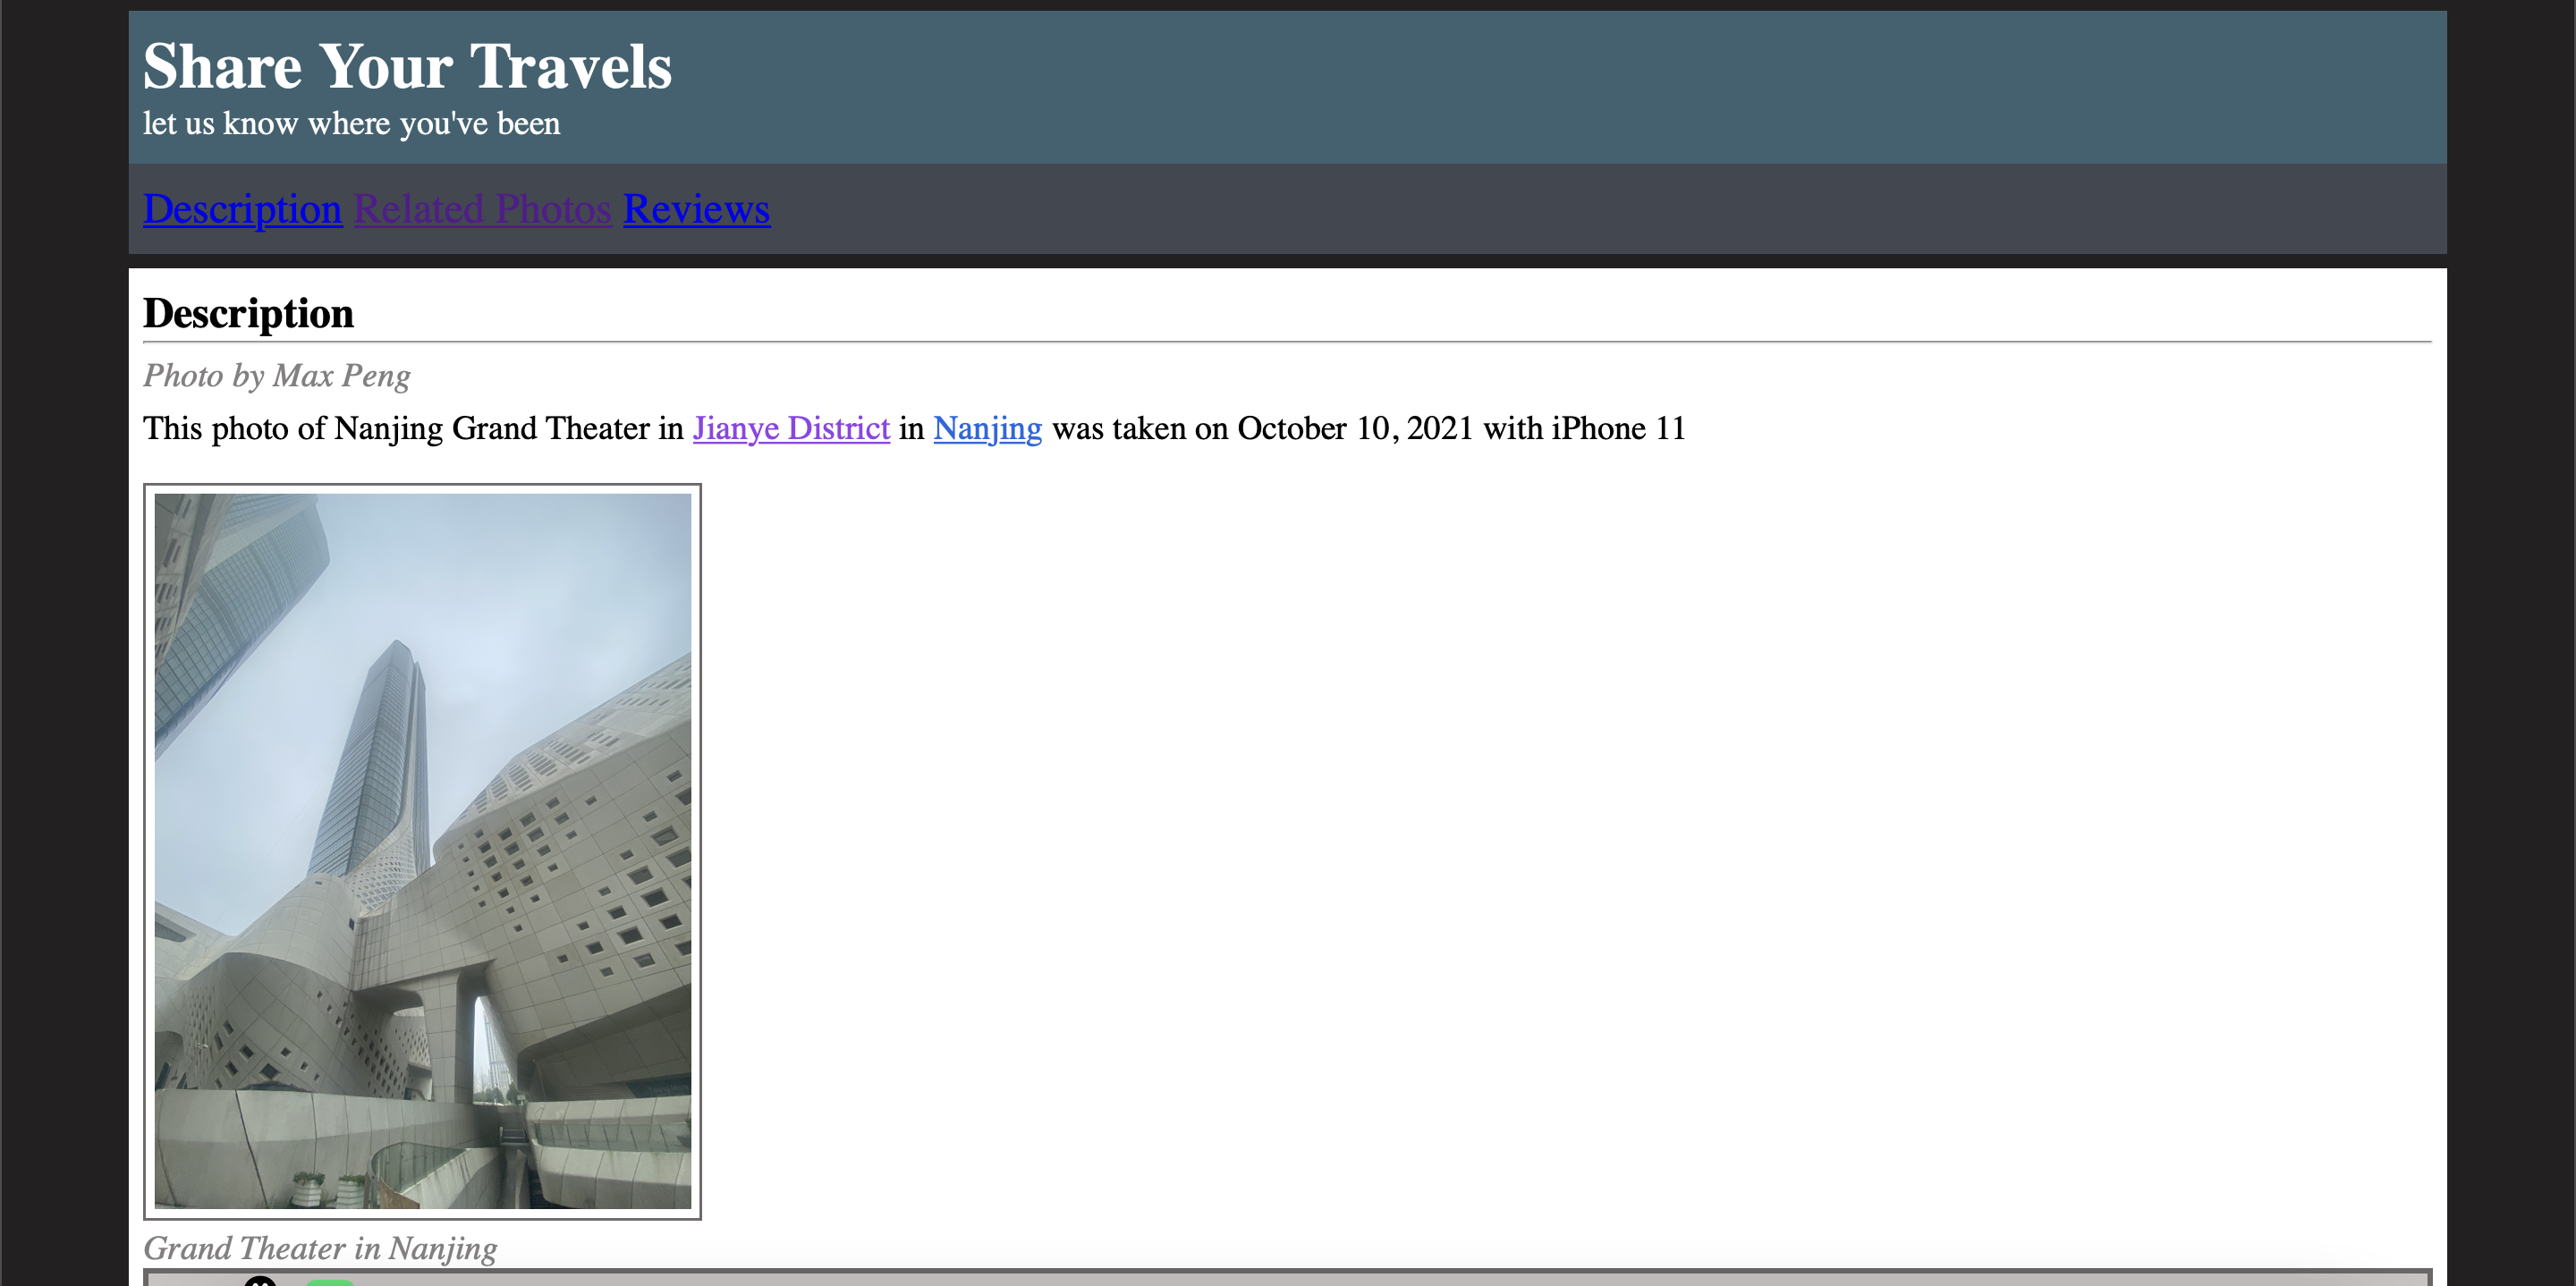 Share Your Travels
let us know where you've been
Description Related Photos Reviews
Description
Photo by Max Peng
This photo of Nanjing Grand Theater in Jianye District in Nanjing was taken on October 10, 2021 with iPhone 11
Grand Theater in Nanjing